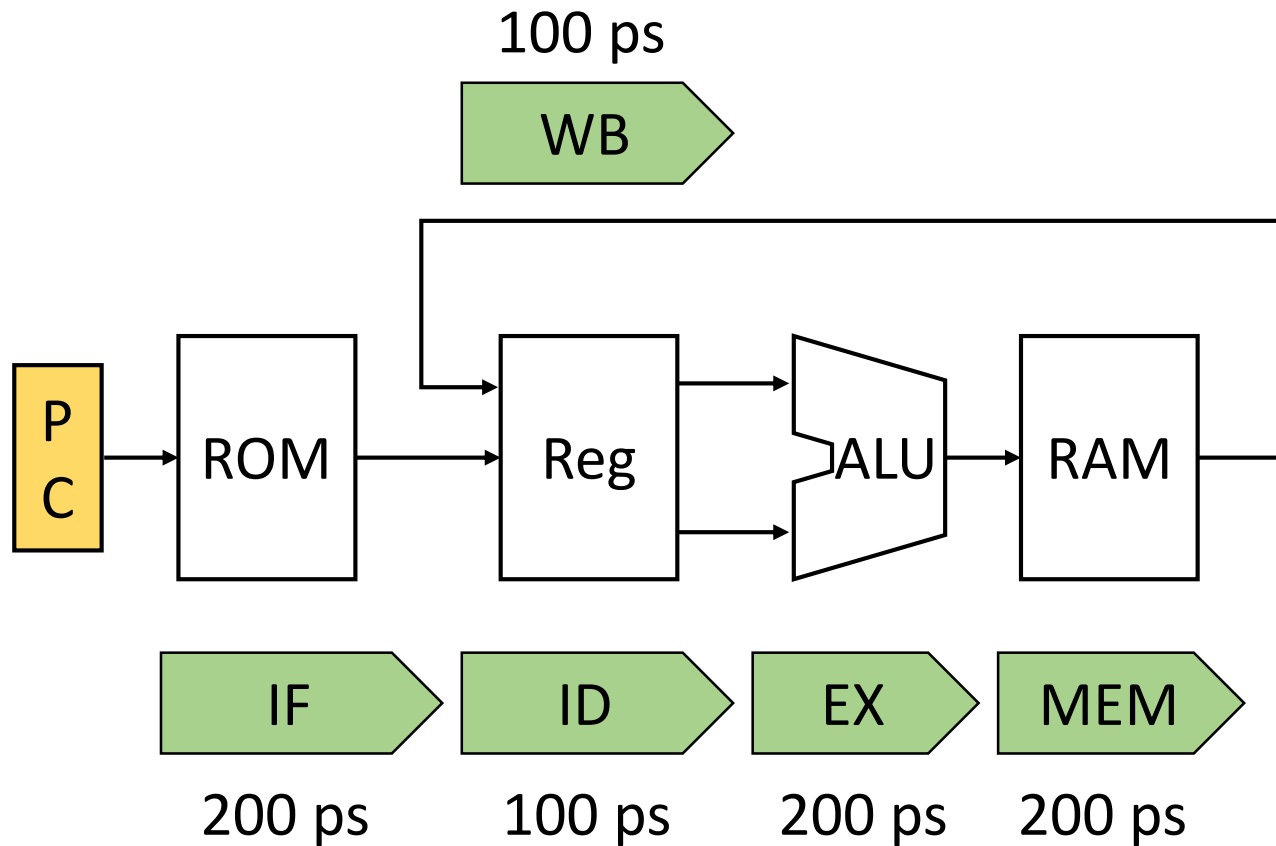 100 ps
WB
P
C
ROM
Reg
ALU
RAM
IF
ID
EX
MEM
200 ps
100 ps
200 ps
200 ps